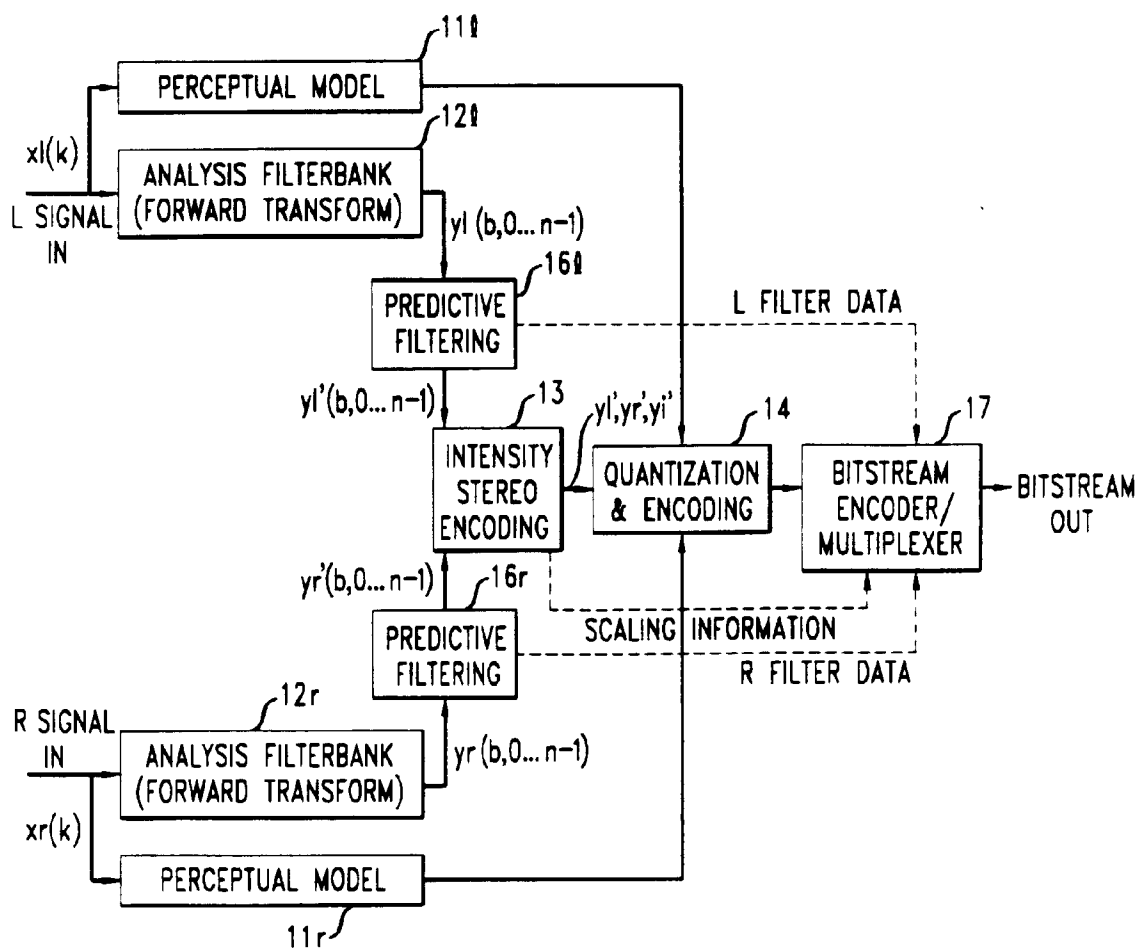 11ℓ
PERCEPTUAL MODEL
12ℓ
xl(k)
ANALYSIS FILTERBANK
(FORWARD TRANSFORM)
L SIGNAL
IN
yl (b,0... n-1)
16ℓ
PREDICTIVE
FILTERING
L FILTER DATA
yl'(b,0... n-1)
13
yl',yr',yi'
14
17
INTENSITY
STEREO
ENCODING
QUANTIZATION
& ENCODING
BITSTREAM
ENCODER/
MULTIPLEXER
BITSTREAM
OUT
yr'(b,0... n-1)
16r
SCALING INFORMATION
PREDICTIVE
FILTERING
R FILTER DATA
12r
R SIGNAL
IN
ANALYSIS FILTERBANK
(FORWARD TRANSFORM)
yr (b,0... n-1)
xr(k)
PERCEPTUAL MODEL
11r